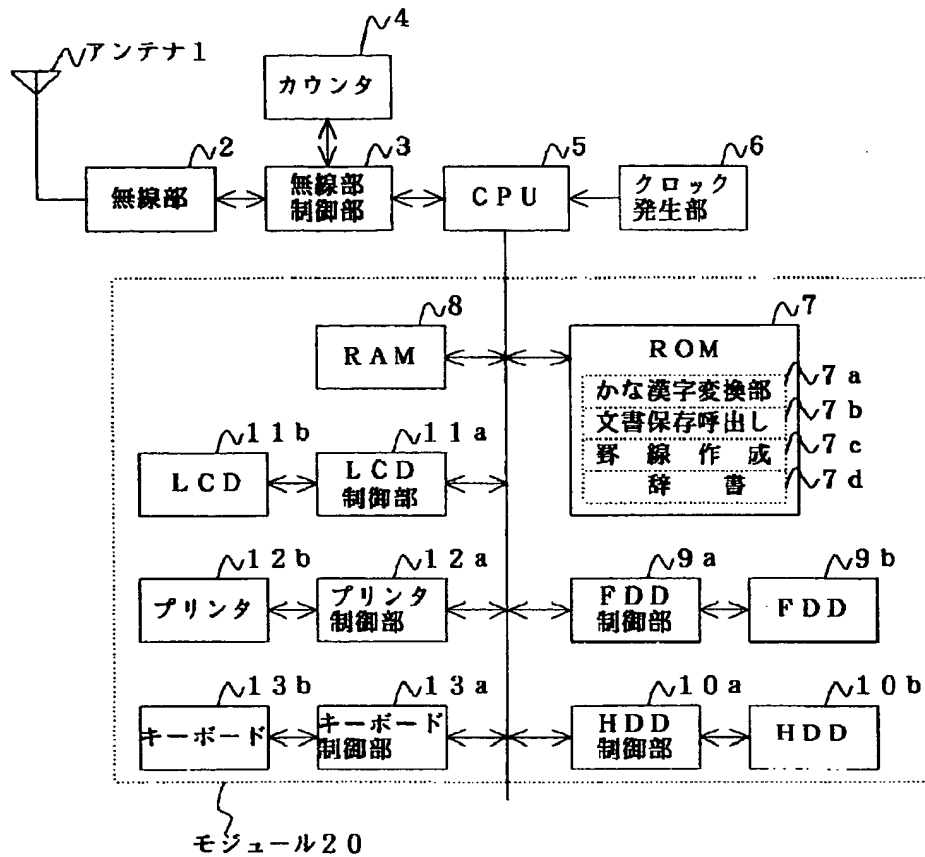 アンテナ1
4
カウンタ
2
無線部
3
無線部
制御部
5
CPU
6
クロック
発生部
8
RAM
7
ROM
かな漢字変換部
7a
文書保存呼出し
7b
罫線作成
7c
辞書
7d
11b
LCD
11a
LCD
制御部
12b
プリンタ
12a
プリンタ
制御部
9a
FDD
制御部
9b
FDD
13b
キーボード
13a
キーボード
制御部
10a
HDD
制御部
10b
HDD
モジュール20